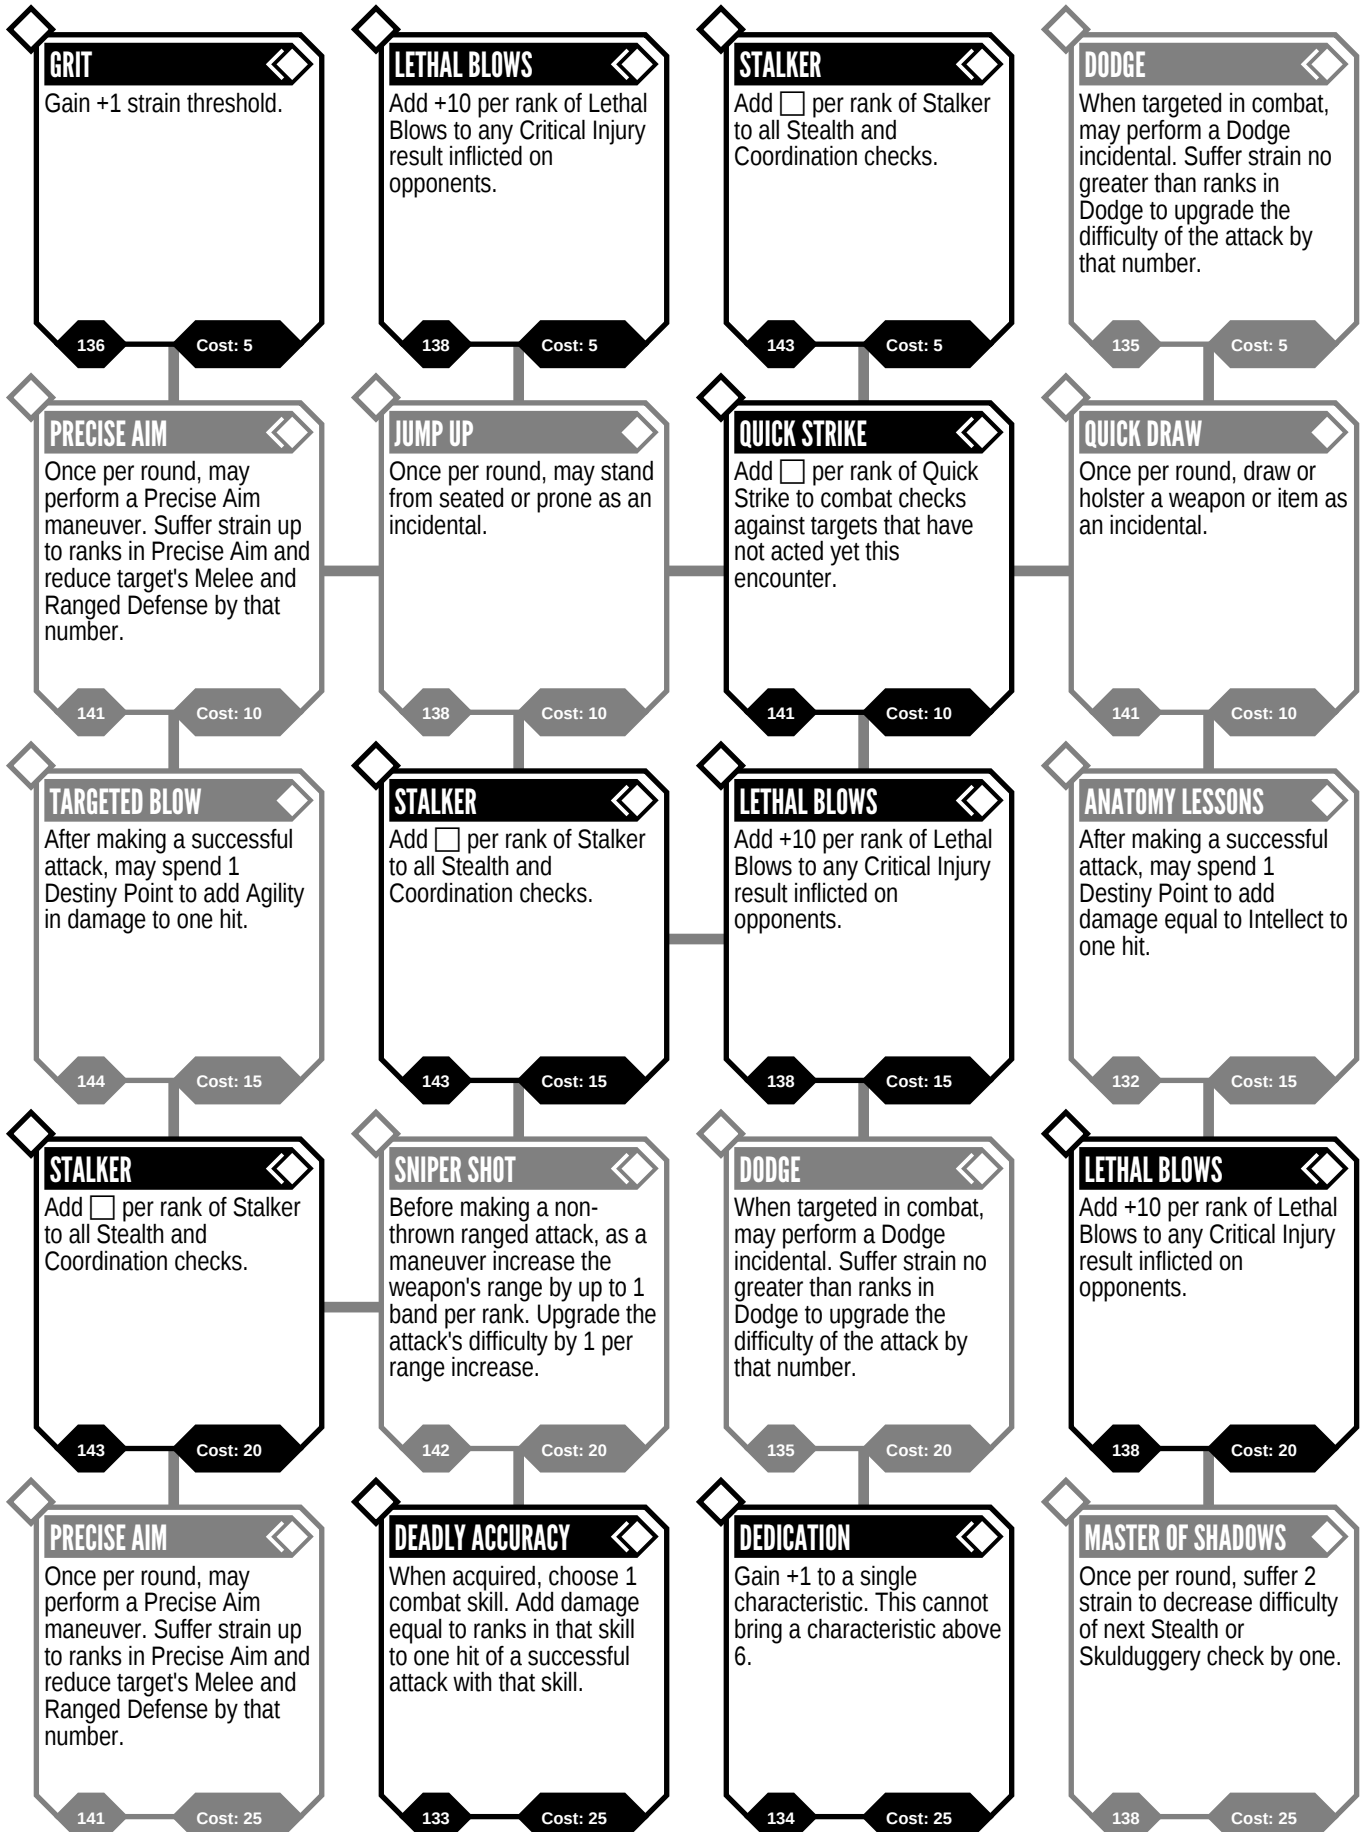 GRIT
Gain +1 strain threshold.
136
Cost: 5
LETHAL BLOWS
Add +10 per rank of Lethal
Blows to any Critical Injury
result inflicted on
opponents.
138
Cost: 5
STALKER
Add □ per rank of Stalker
to all Stealth and
Coordination checks.
143
Cost: 5
DODGE
When targeted in combat,
may perform a Dodge
incidental. Suffer strain no
greater than ranks in
Dodge to upgrade the
difficulty of the attack by
that number.
135
Cost: 5
PRECISE AIM
Once per round, may
perform a Precise Aim
maneuver. Suffer strain up
to ranks in Precise Aim and
reduce target's Melee and
Ranged Defense by that
number.
141
Cost: 10
JUMP UP
Once per round, may stand
from seated or prone as an
incidental.
138
Cost: 10
QUICK STRIKE
Add □ per rank of Quick
Strike to combat checks
against targets that have
not acted yet this
encounter.
141
Cost: 10
QUICK DRAW
Once per round, draw or
holster a weapon or item as
an incidental.
141
Cost: 10
TARGETED BLOW
After making a successful
attack, may spend 1
Destiny Point to add Agility
in damage to one hit.
144
Cost: 15
STALKER
Add □ per rank of Stalker
to all Stealth and
Coordination checks.
143
Cost: 15
LETHAL BLOWS
Add +10 per rank of Lethal
Blows to any Critical Injury
result inflicted on
opponents.
138
Cost: 15
ANATOMY LESSONS
After making a successful
attack, may spend 1
Destiny Point to add
damage equal to Intellect to
one hit.
132
Cost: 15
STALKER
Add □ per rank of Stalker
to all Stealth and
Coordination checks.
143
Cost: 20
SNIPER SHOT
Before making a non-
thrown ranged attack, as a
maneuver increase the
weapon's range by up to 1
band per rank. Upgrade the
attack's difficulty by 1 per
range increase.
142
Cost: 20
DODGE
When targeted in combat,
may perform a Dodge
incidental. Suffer strain no
greater than ranks in
Dodge to upgrade the
difficulty of the attack by
that number.
135
Cost: 20
LETHAL BLOWS
Add +10 per rank of Lethal
Blows to any Critical Injury
result inflicted on
opponents.
138
Cost: 20
PRECISE AIM
Once per round, may
perform a Precise Aim
maneuver. Suffer strain up
to ranks in Precise Aim and
reduce target's Melee and
Ranged Defense by that
number.
141
Cost: 25
DEADLY ACCURACY
When acquired, choose 1
combat skill. Add damage
equal to ranks in that skill
to one hit of a successful
attack with that skill.
133
Cost: 25
DEDICATION
Gain +1 to a single
characteristic. This cannot
bring a characteristic above
6.
134
Cost: 25
MASTER OF SHADOWS
Once per round, suffer 2
strain to decrease difficulty
of next Stealth or
Skulduggery check by one.
138
Cost: 25